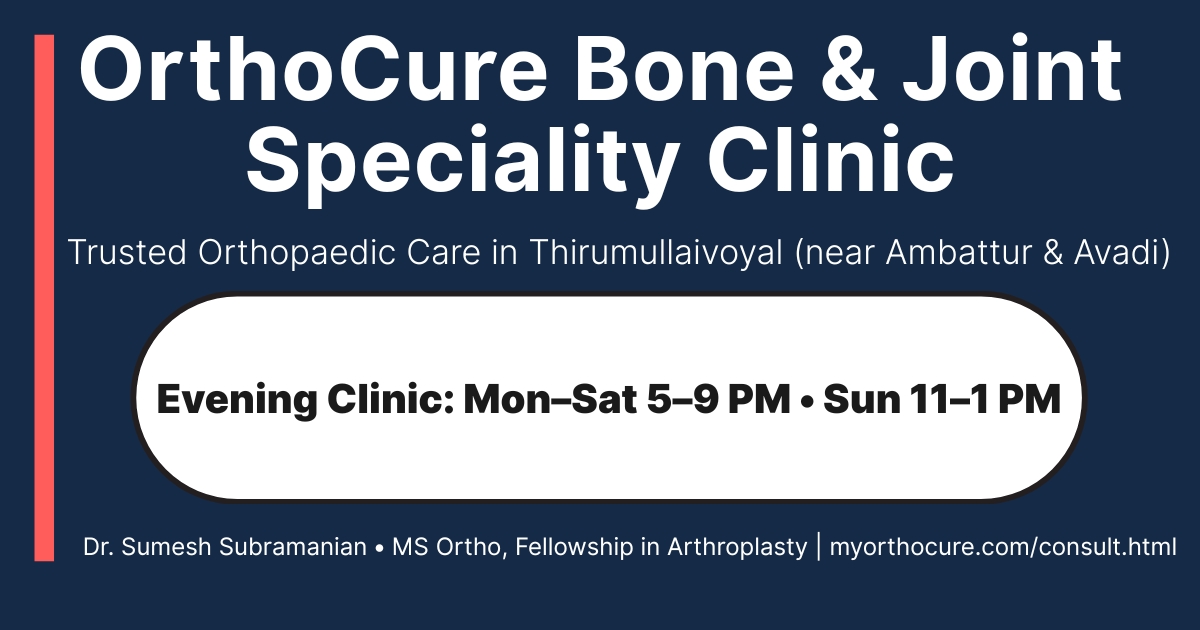 OrthoCure Bone & Joint
Speciality Clinic
Trusted Orthopaedic Care in Thirumullaivoyal (near Ambattur & Avadi)
Evening Clinic: Mon–Sat 5–9 PM • Sun 11–1 PM
Dr. Sumesh Subramanian • MS Ortho, Fellowship in Arthroplasty | myorthocure.com/consult.html